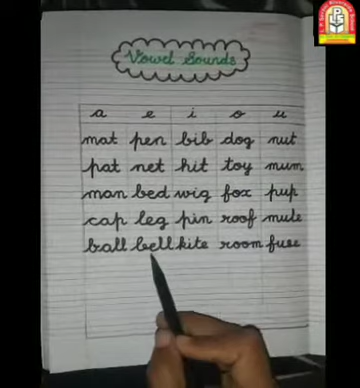 Vowel Sounds
a e i o u
mat pen bib dog nut
pat net hit toy mum
man bed wig fox pup
cap leg pin roof mule
ball bell kite room fuse